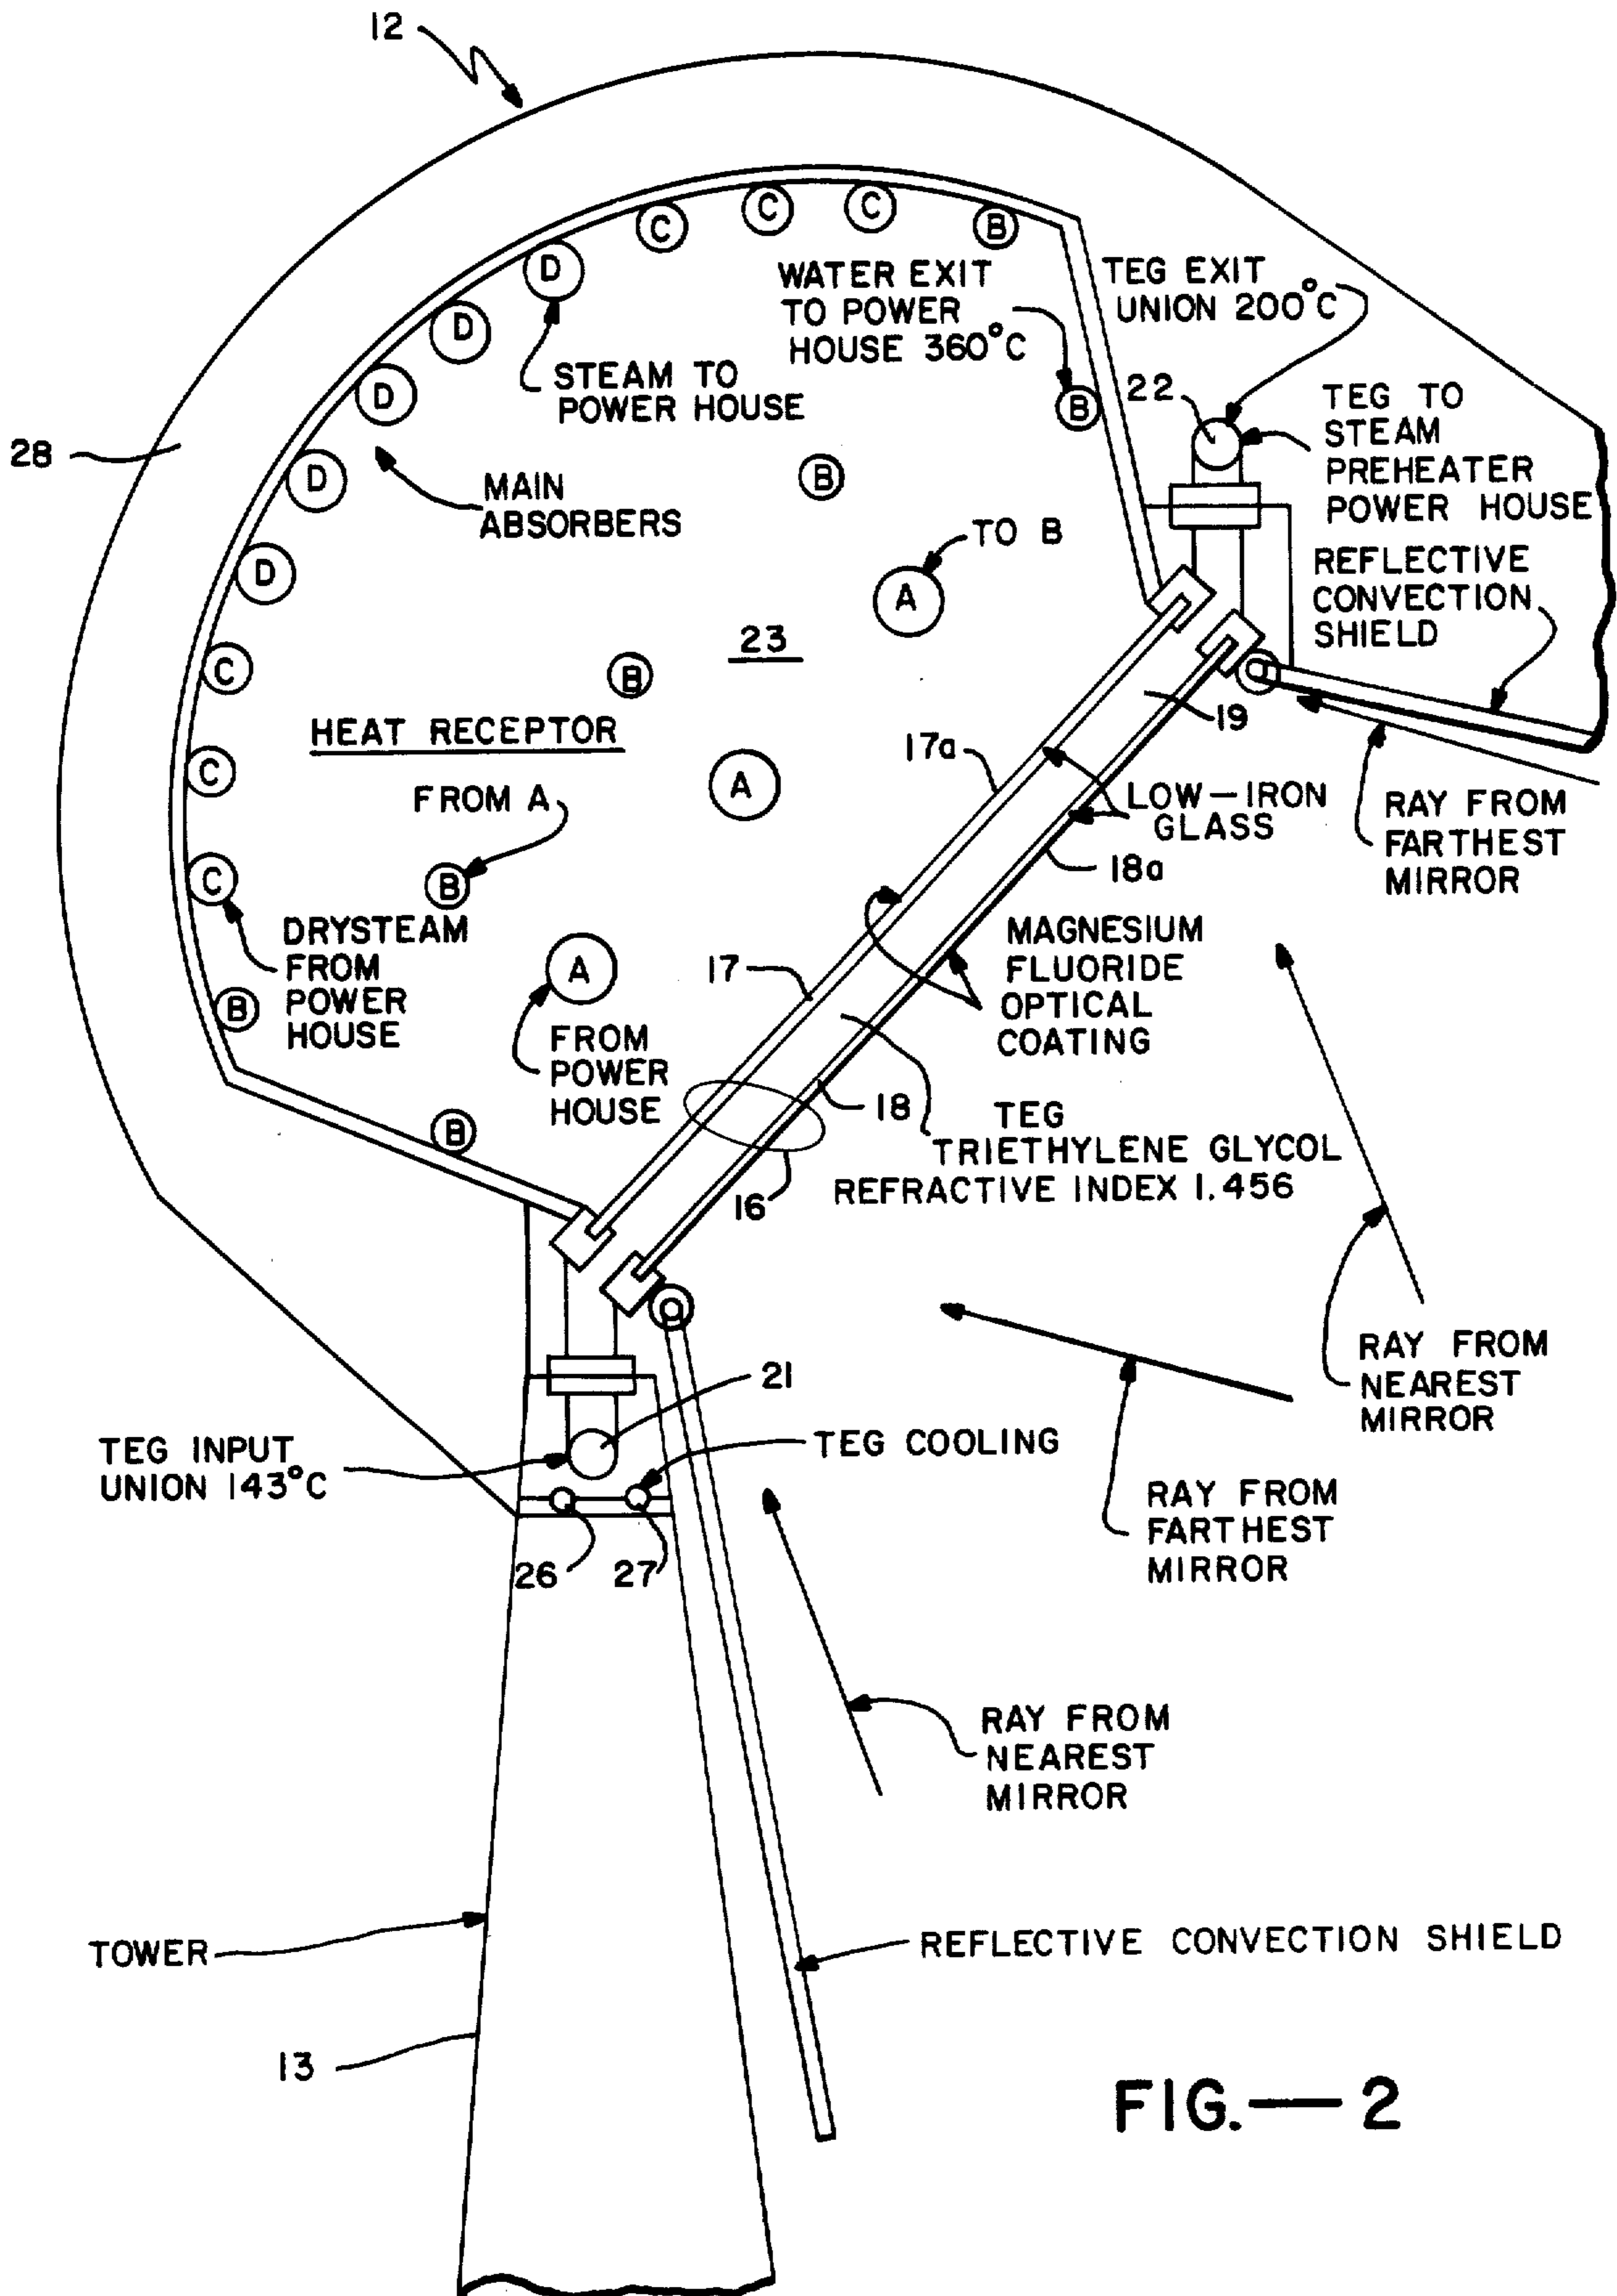 12
C
C
C
B
D
WATER EXIT
TO POWER
HOUSE 360°C
TEG EXIT
UNION 200°C
D
STEAM TO
POWER HOUSE
D
B
22
TEG TO
STEAM
PREHEATER
POWER HOUSE
28
D
MAIN
ABSORBERS
B
TO B
REFLECTIVE
CONVECTION
SHIELD
D
A
23
C
B
19
HEAT RECEPTOR
17a
C
A
FROM A
LOW-IRON
GLASS
RAY FROM
FARTHEST
MIRROR
C
B
18a
DRYSTEAM
FROM
POWER
HOUSE
MAGNESIUM
FLUORIDE
OPTICAL
COATING
17
A
B
FROM
POWER
HOUSE
B
18
TEG
TRIETHYLENE GLYCOL
REFRACTIVE INDEX 1.456
16
RAY FROM
NEAREST
MIRROR
21
TEG INPUT
UNION 143°C
TEG COOLING
RAY FROM
FARTHEST
MIRROR
26
27
RAY FROM
NEAREST
MIRROR
TOWER
REFLECTIVE CONVECTION SHIELD
13
FIG.—2